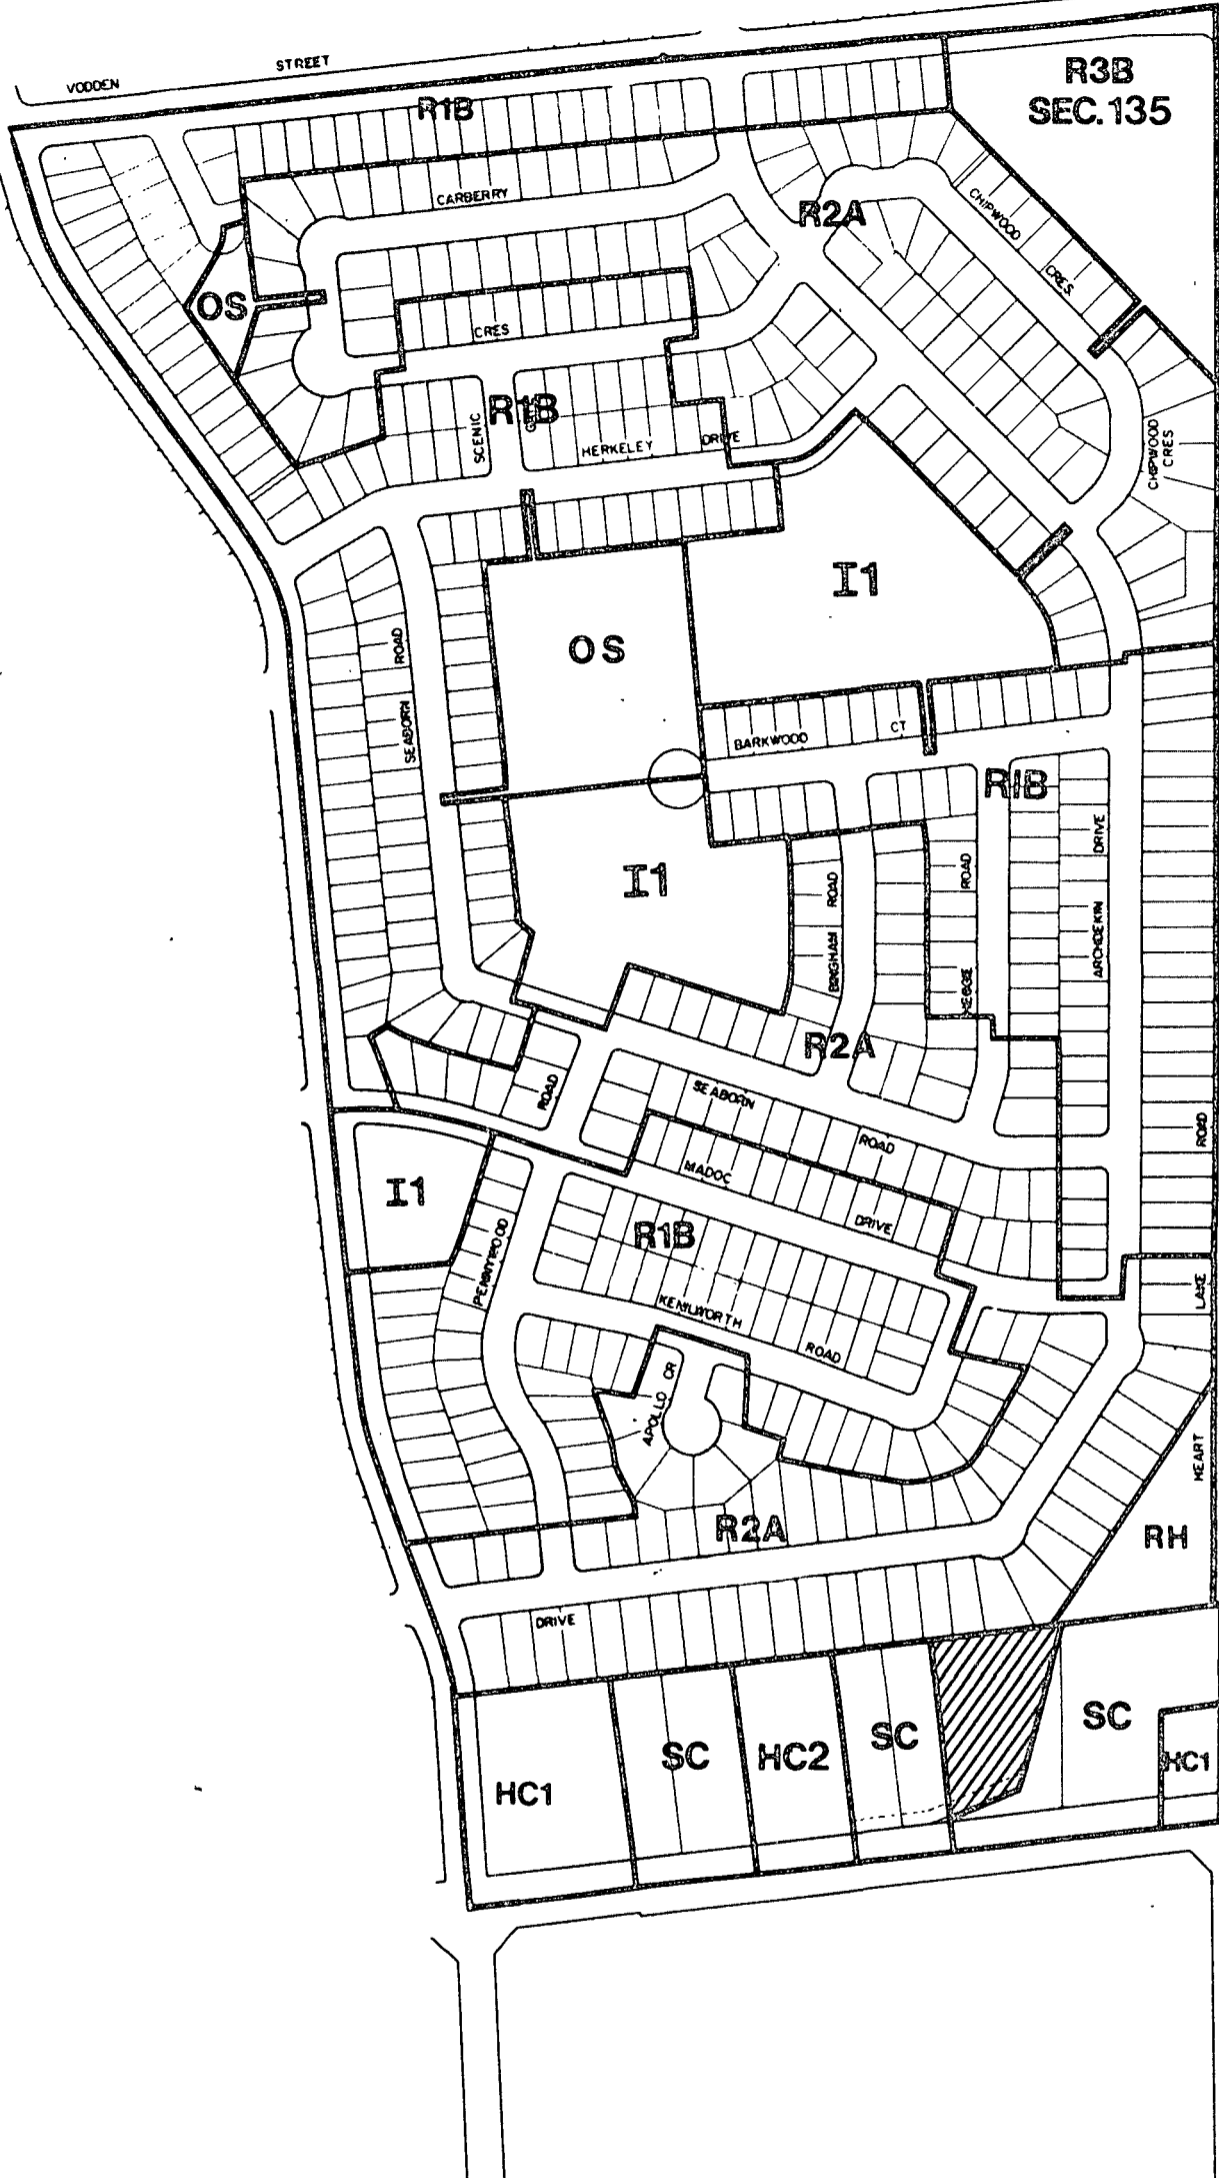 VODDEN STREET
R1B
R3B
SEC. 135
CARBERRY
R2A
CHIPWOOD
CRES.
OS
CRES
R1B
SCENIC
HERKELEY DRIVE
CHIPWOOD
CRES
I1
OS
SEABORN ROAD
BARKWOOD CT
R1B
I1
BINGHAM ROAD
ROAD
ARCHDEKIN DRIVE
R2A
ROAD
SEABORN ROAD
ROAD
MADOC DRIVE
I1
R1B
PENNYWOOD
KENILWORTH ROAD
LAKE
APOLLO CR
HEART
R2A
RH
DRIVE
SC
HC1
SC
HC2
SC
HC1